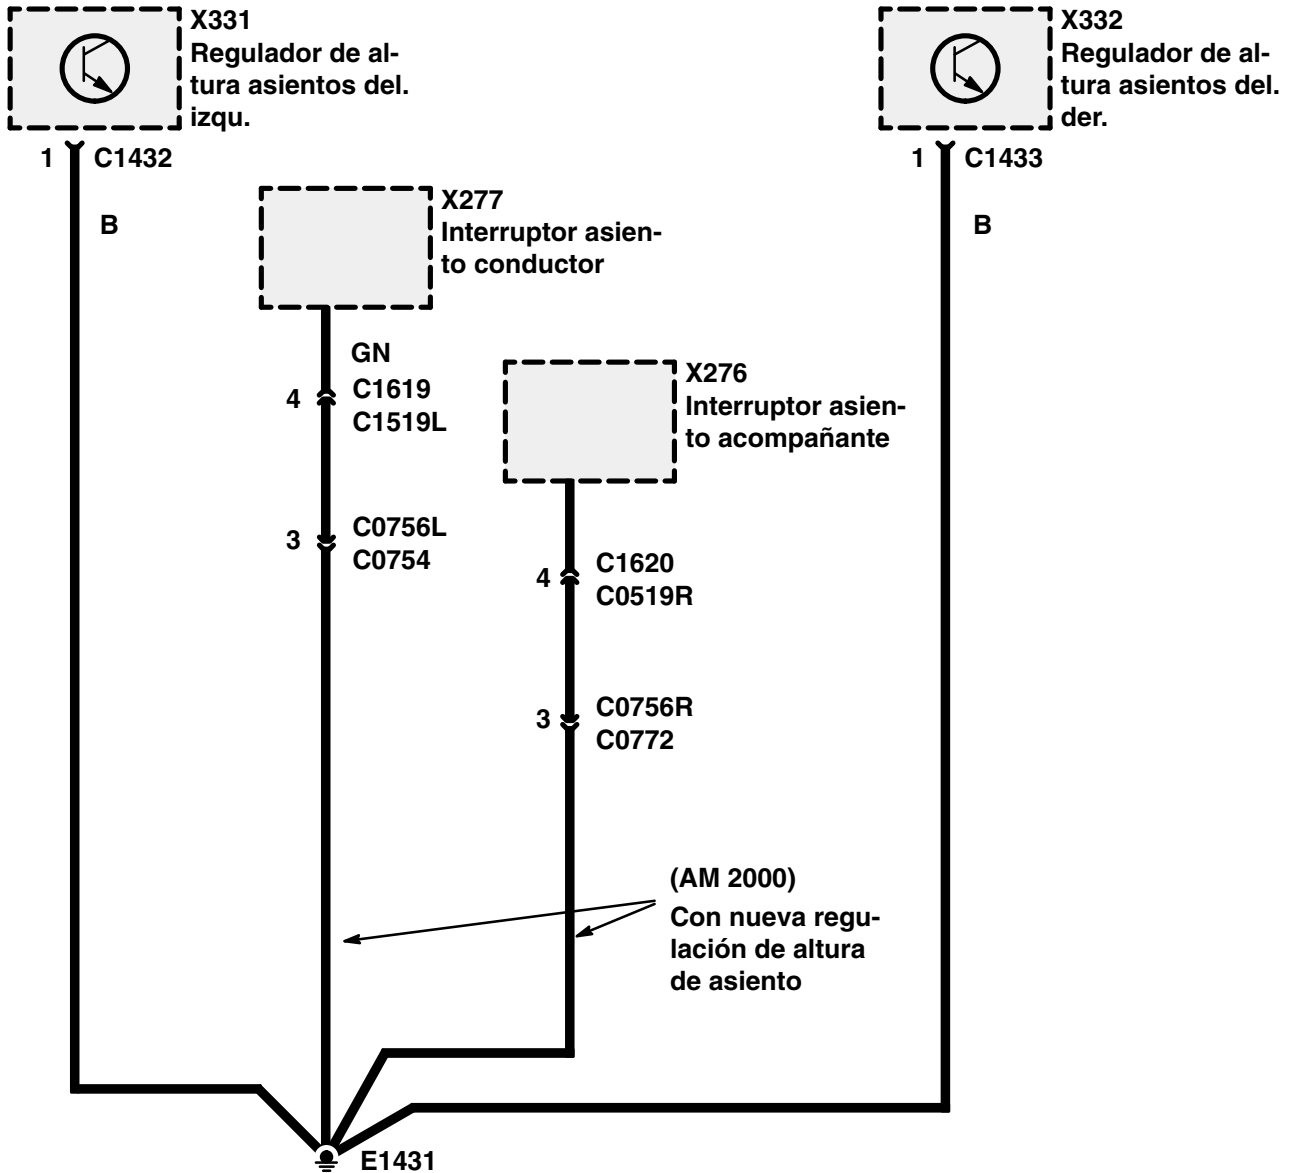 X331
Regulador de al-
tura asientos del.
izqu.
1 C1432
B
X332
Regulador de al-
tura asientos del.
der.
1 C1433
B
X277
Interruptor asien-
to conductor
GN
4 C1619
C1519L
3 C0756L
C0754
X276
Interruptor asien-
to acompañante
4 C1620
C0519R
3 C0756R
C0772
(AM 2000)
Con nueva regu-
lación de altura
de asiento
E1431